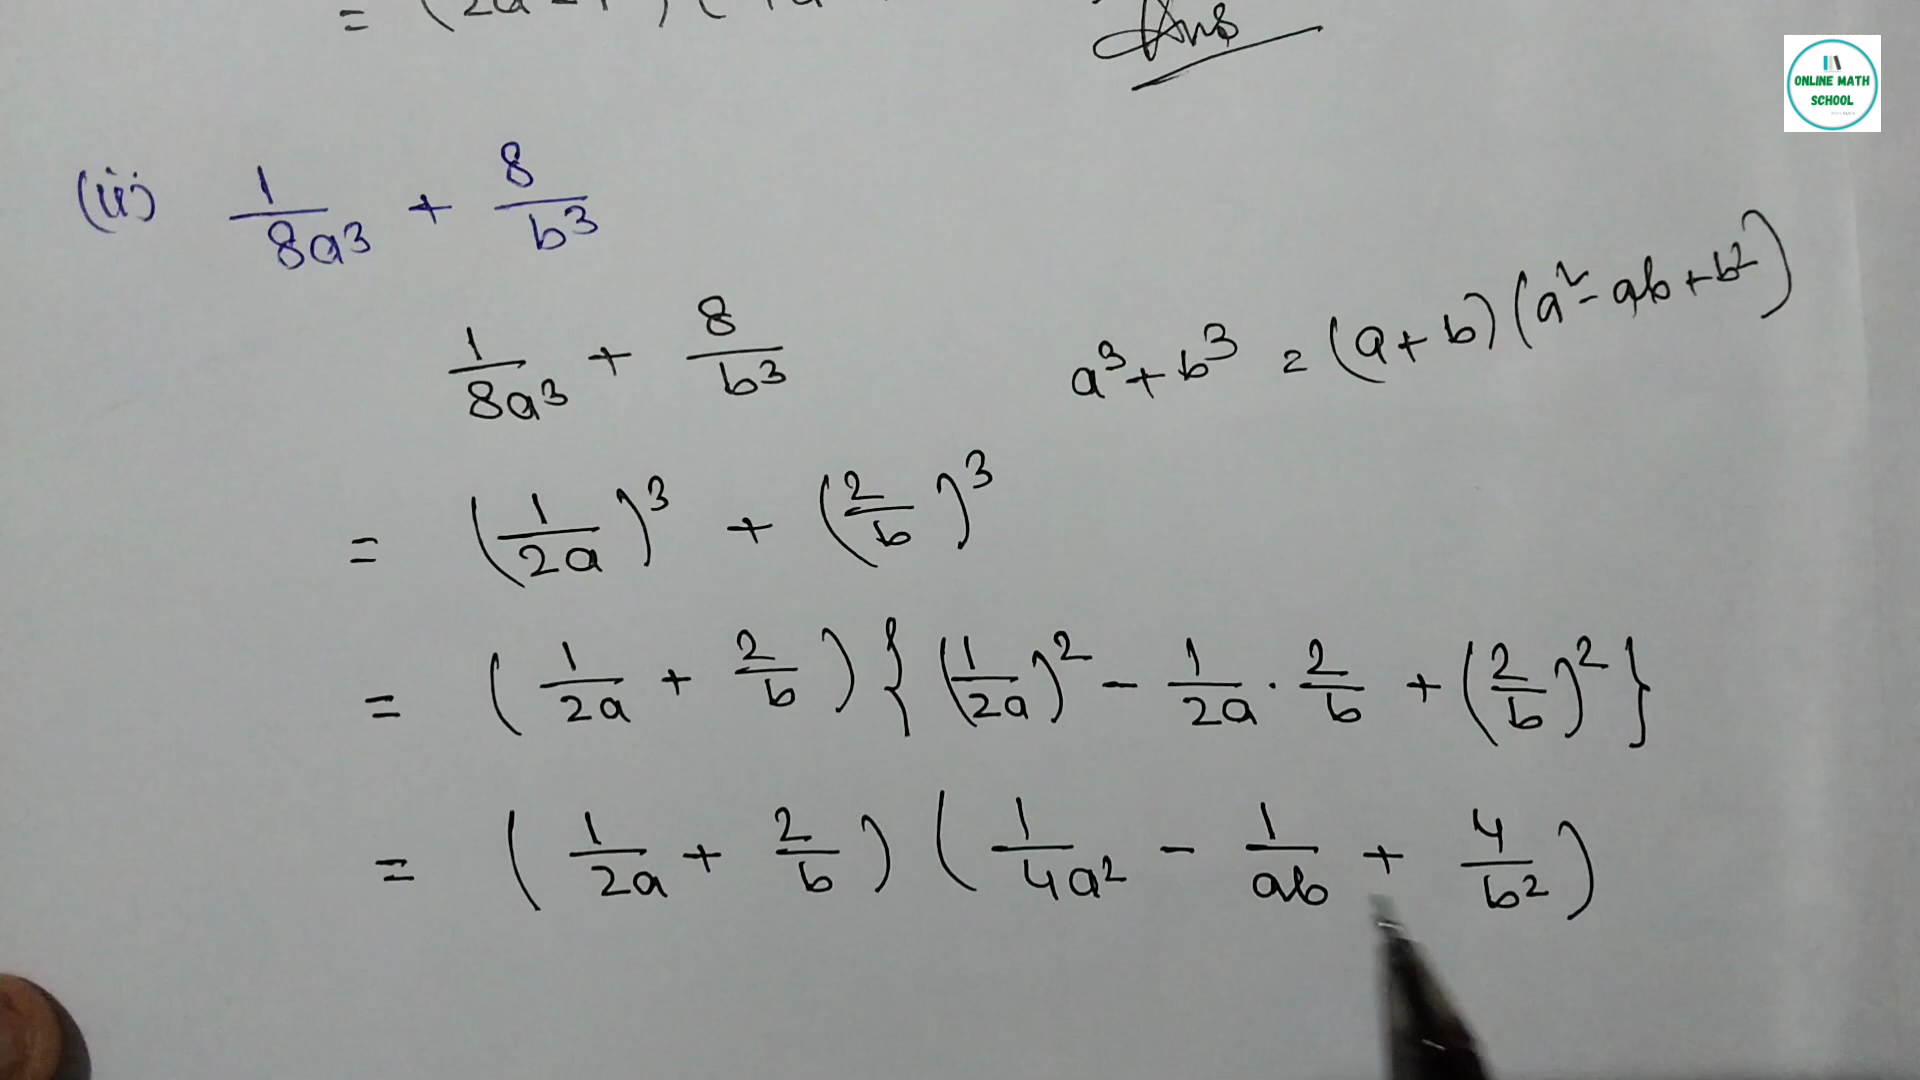 = (2a
Ans
ONLINE MATH
SCHOOL
(ii) 1/8a³ + 8/b³
1/8a³ + 8/b³
a³+b³ = (a+b)(a²-ab+b²)
= (1/2a)³ + (2/b)³
= (1/2a + 2/b){(1/2a)² - 1/2a · 2/b + (2/b)²}
= (1/2a + 2/b)(1/4a² - 1/ab + 4/b²)